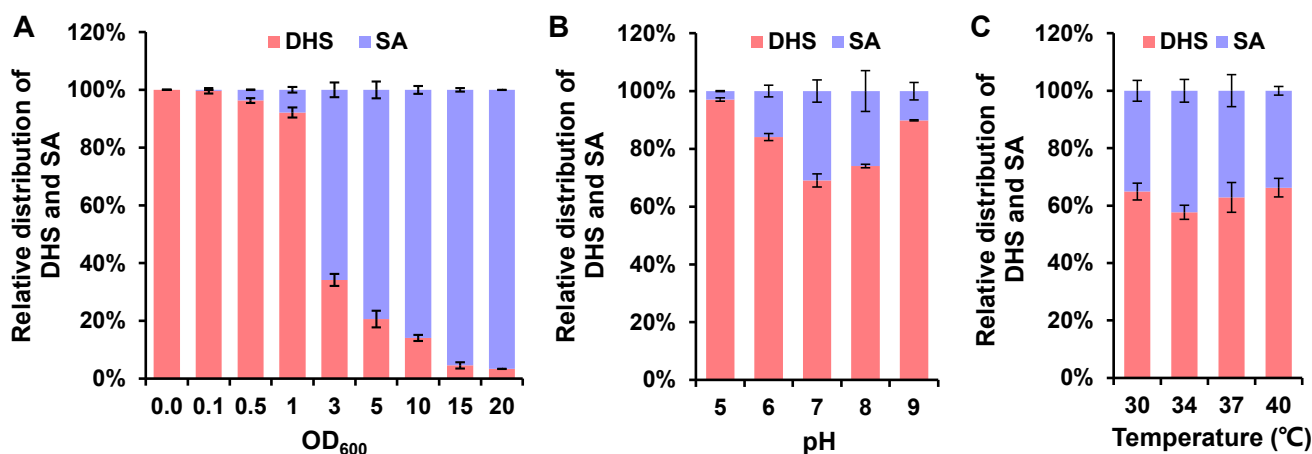 A
DHS SA
Relative distribution of
DHS and SA
120%
100%
80%
60%
40%
20%
0%
0.0 0.1 0.5 1 3 5 10 15 20
OD600
B
DHS SA
Relative distribution of
DHS and SA
120%
100%
80%
60%
40%
20%
0%
5 6 7 8 9
pH
C
DHS SA
Relative distribution of
DHS and SA
120%
100%
80%
60%
40%
20%
0%
30 34 37 40
Temperature (℃)